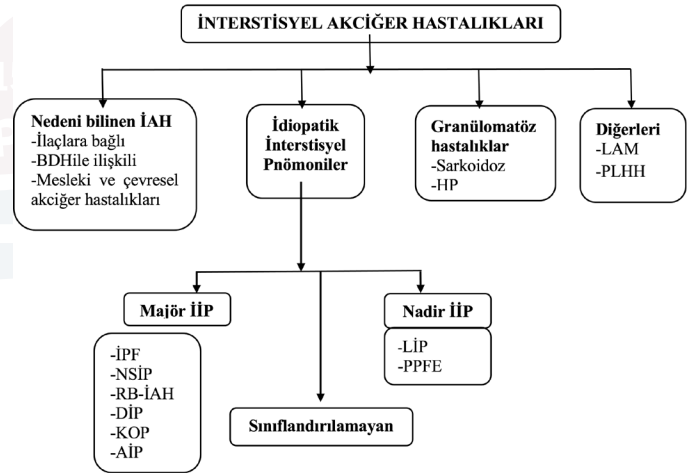 İNTERSTİSYEL AKCİĞER HASTALIKLARI
Nedeni bilinen İAH
-İlaçlara bağlı
-BDHile ilişkili
-Mesleki ve çevresel
akciğer hastalıkları
İdiopatik
İnterstisyel
Pnömoniler
Granülomatöz
hastalıklar
-Sarkoidoz
-HP
Diğerleri
-LAM
-PLHH
Majör İİP
-İPF
-NSİP
-RB-İAH
-DİP
-KOP
-AİP
Sınıflandırılamayan
Nadir İİP
-LİP
-PPFE